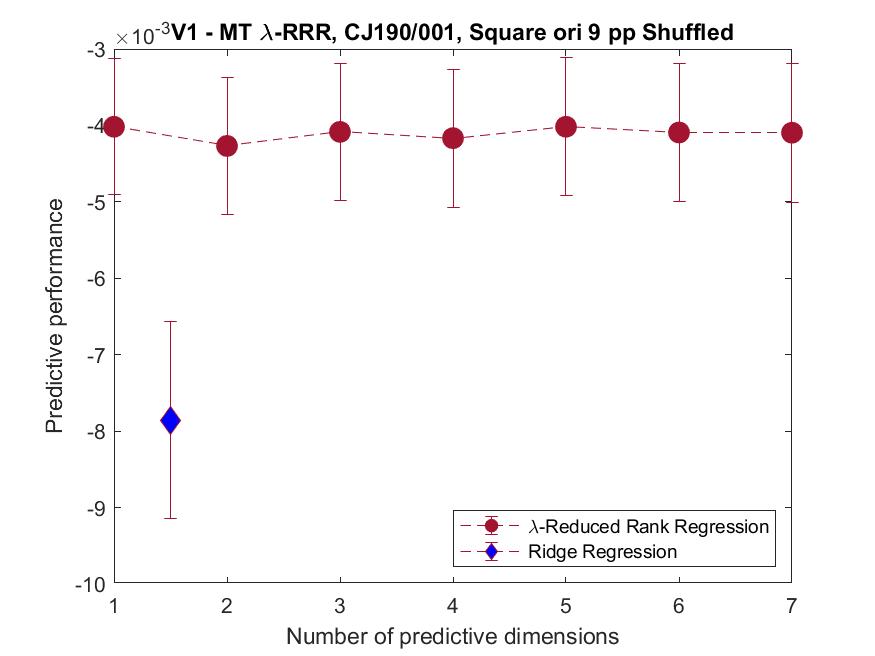 ×10⁻³
V1 - MT λ-RRR, CJ190/001, Square ori 9 pp Shuffled
-3
-4
-5
-6
-7
-8
-9
-10
Predictive performance
1 2 3 4 5 6 7
Number of predictive dimensions
λ-Reduced Rank Regression
Ridge Regression